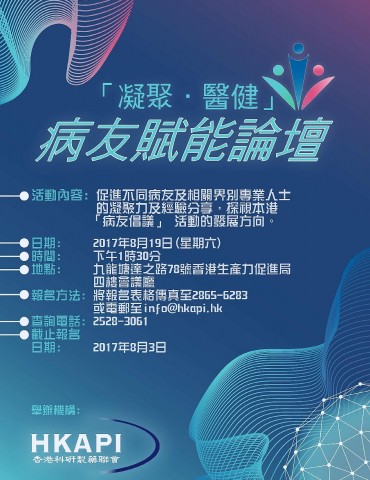 「凝聚·醫健」
病友賦能論壇
活動內容: 促進不同病友及相關界別專業人士
的凝聚力及經驗分享,探視本港
「病友倡議」 活動的發展方向。
日期: 2017年8月19日(星期六)
時間: 下午1時30分
地點: 九龍塘達之路78號香港生產力促進局
四樓會議廳
報名方法: 將報名表格傳真至2865-6283
或電郵至info@hkapi.hk
查詢電話: 2528-3061
截止報名
日期: 2017年8月3日
舉辦機構:
HKAPI
香港科研製藥聯會